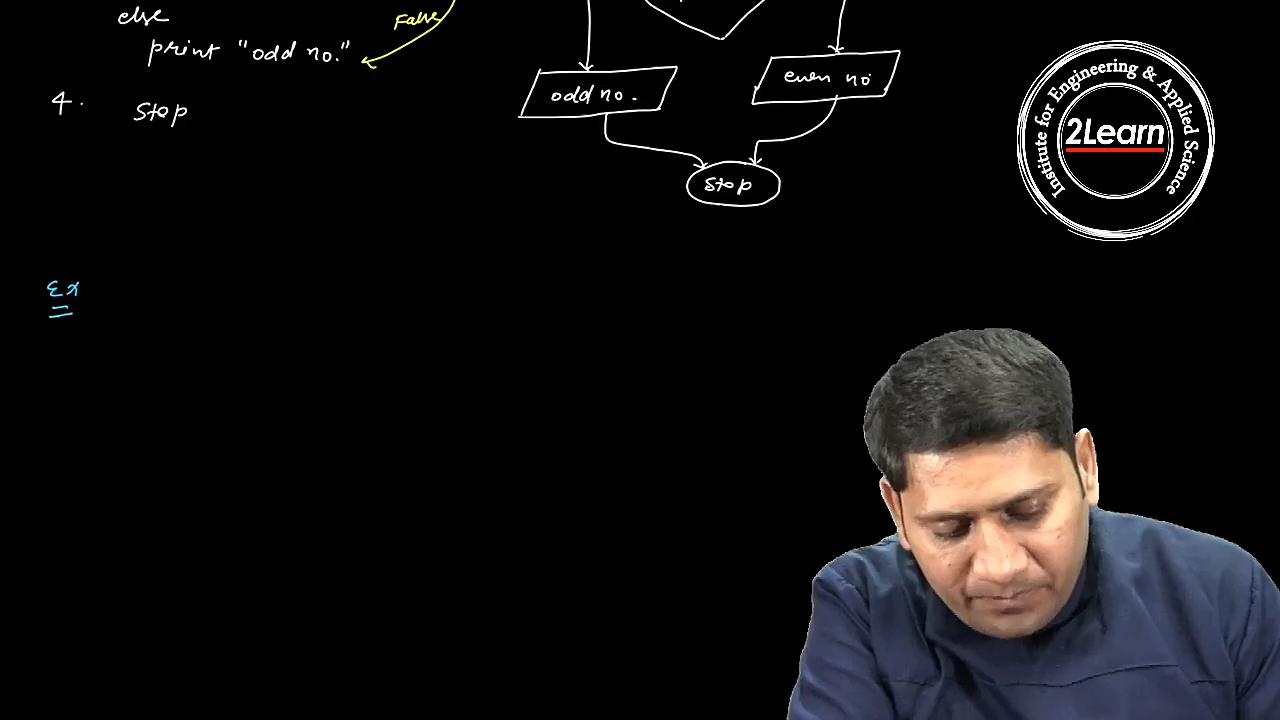 else
False
print "odd no."
4. Stop
odd no.
even no
Stop
Ex
Institute for Engineering & Applied Science
2Learn